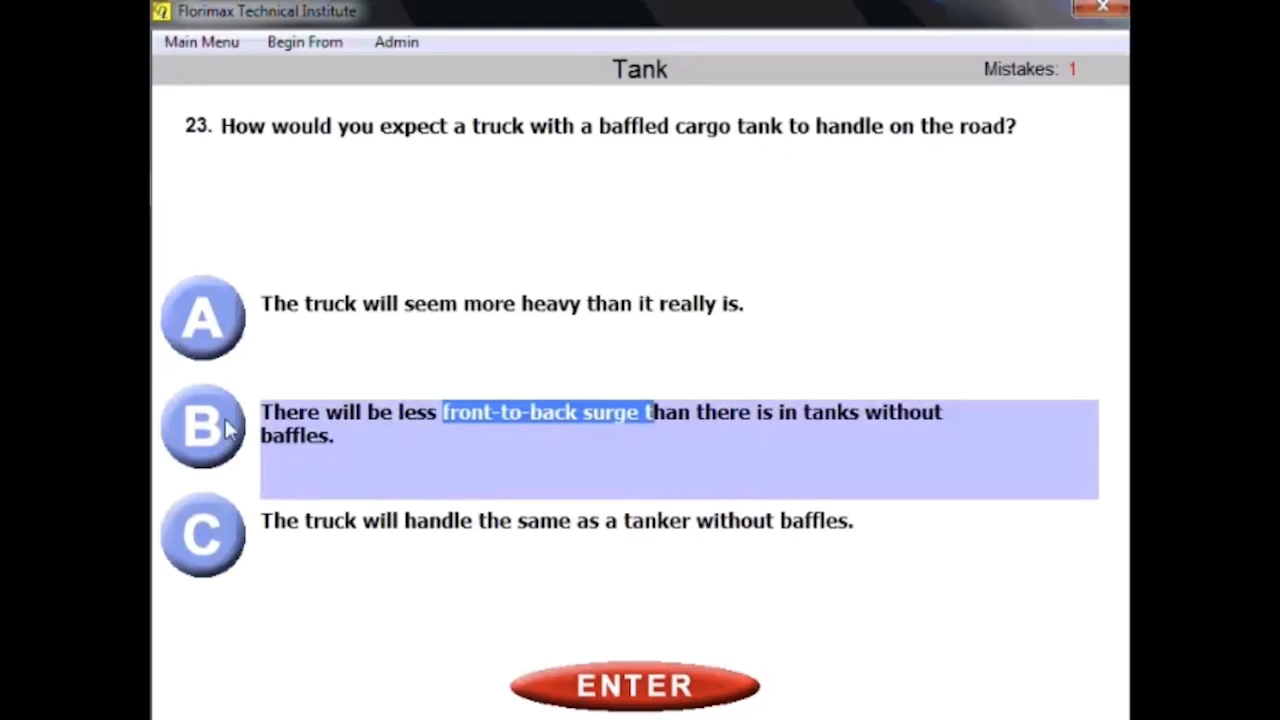 Florimax Technical Institute
Main Menu Begin From Admin
Tank Mistakes: 1
23. How would you expect a truck with a baffled cargo tank to handle on the road?
A The truck will seem more heavy than it really is.
B There will be less front-to-back surge than there is in tanks without
baffles.
C The truck will handle the same as a tanker without baffles.
ENTER